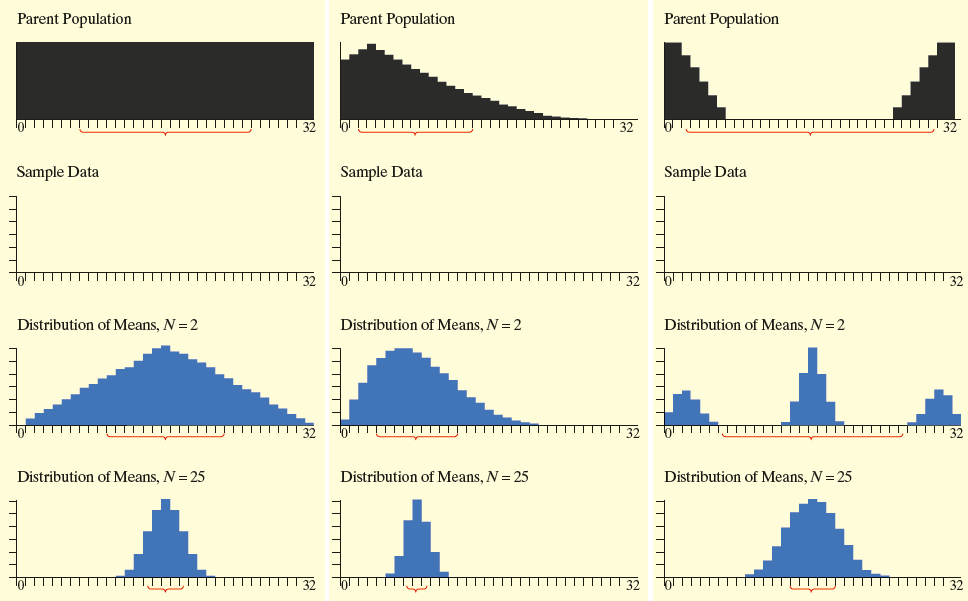 Parent Population
0 32
Sample Data
0 32
Distribution of Means, N = 2
0 32
Distribution of Means, N = 25
0 32
Parent Population
0 32
Sample Data
0 32
Distribution of Means, N = 2
0 32
Distribution of Means, N = 25
0 32
Parent Population
0 32
Sample Data
0 32
Distribution of Means, N = 2
0 32
Distribution of Means, N = 25
0 32